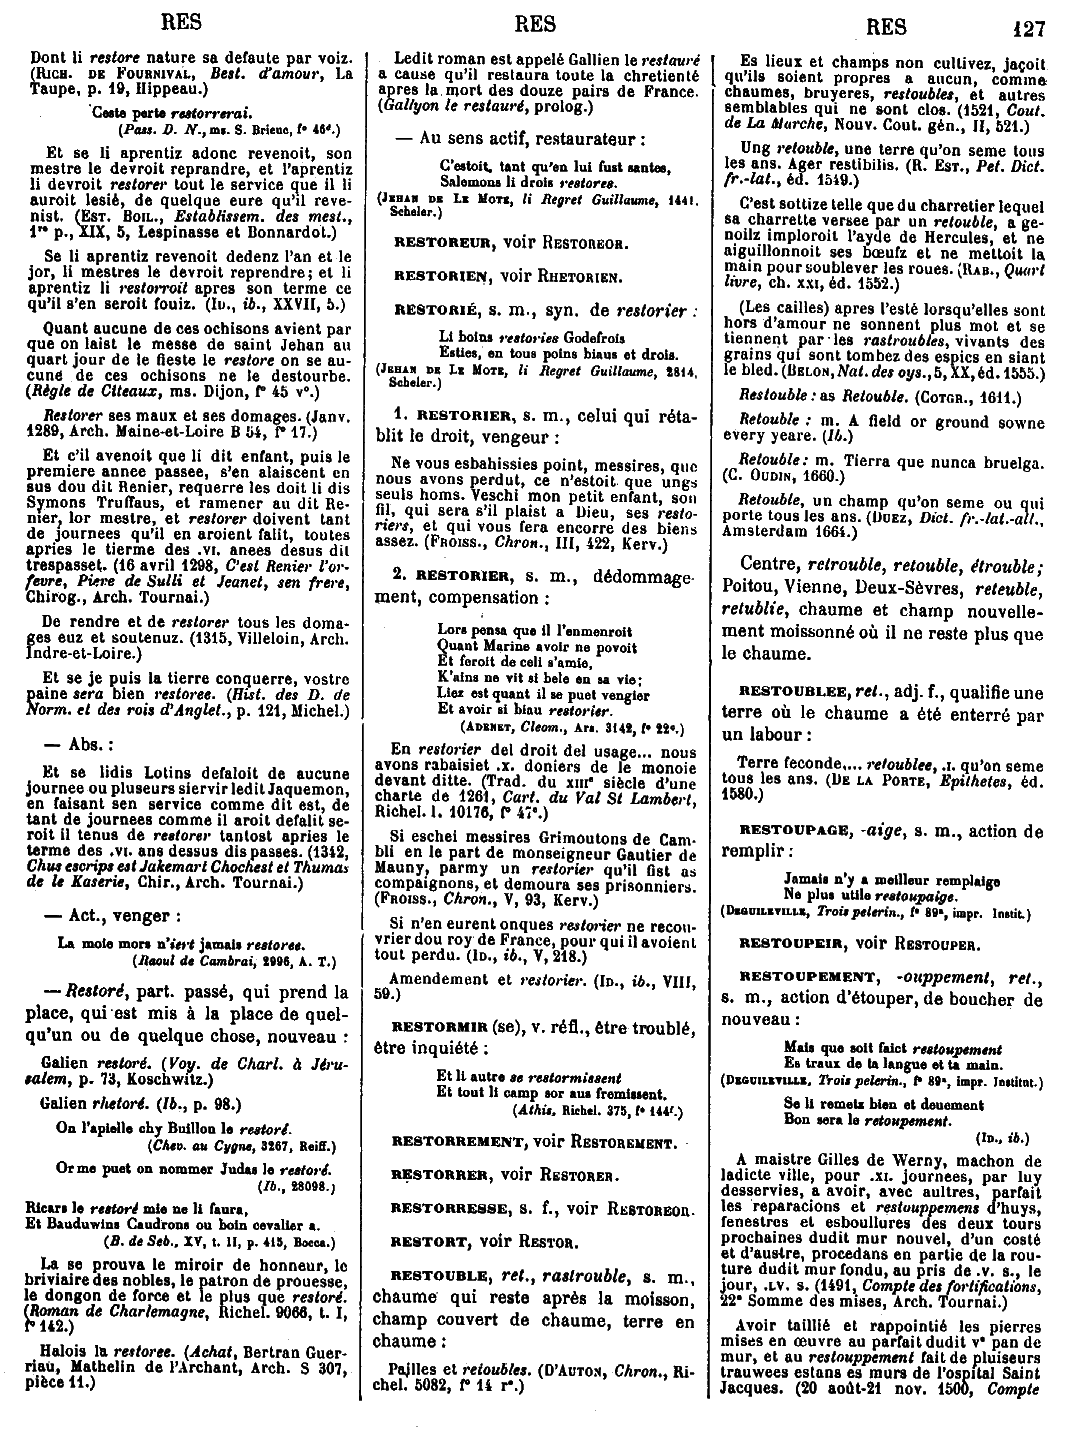 RES
RES
RES
127
Dont li restore nature sa defaute par voiz.
(RICH. DE FOURNIVAL, Best. d'amour, La
Taupe, p. 19, Hippeau.)
Ceste perte restorrerai.
(Pass. D. N., ms. S. Brieuc, f° 46ᵈ.)
Et se li aprentiz adonc revenoit, son
mestre le devroit reprandre, et l'aprentiz
li devroit restorer tout le service que il li
auroit lesié, de quelque eure qu'il reve-
nist. (EST. BOIL., Establissem. des mest.,
1ʳᵉ p., XIX, 5, Lespinasse et Bonnardot.)
Se li aprentiz revenoit dedenz l'an et le
jor, li mestres le devroit reprendre; et li
aprentiz li restorroit apres son terme ce
qu'il s'en seroit fouiz. (ID., ib., XXVII, 5.)
Quant aucune de ces ochisons avient par
que on laist le messe de saint Jehan au
quart jour de le fieste le restore on se au-
cune de ces ochisons ne le destourbe.
(Règle de Citeaux, ms. Dijon, f° 45 v°.)
Restorer ses maux et ses domages. (Janv.
1289, Arch. Maine-et-Loire B 54, f° 17.)
Et c'il avenoit que li dit enfant, puis le
premiere annee passee, s'en alaiscent en
sus dou dit Renier, requerre les doit li dis
Symons Truffaus, et ramener au dit Re-
nier, lor mestre, et restorer doivent tant
de journees qu'il en aroient falit, toutes
apries le tierme des .VI. anees desus dit
trespasset. (16 avril 1298, C'est Renier l'or-
fevre, Piere de Sulli et Jeanet, sen frere,
Chirog., Arch. Tournai.)
De rendre et de restorer tous les doma-
ges euz et soutenuz. (1315, Villeloin, Arch.
Indre-et-Loire.)
Et se je puis la tierre conquerre, vostre
paine sera bien restoree. (Hist. des D. de
Norm. et des rois d'Anglet., p. 121, Michel.)
— Abs. :
Et se lidis Lotins defaloit de aucune
journee ou pluseurs siervir ledit Jaquemon,
en faisant sen service comme dit est, de
tant de journees comme il aroit defalit se-
roit il tenus de restorer tantost apries le
terme des .VI. ans dessus dis passes. (1342,
Chus escrips est Jakemart Chochest et Thumas
de le Kaserie, Chir., Arch. Tournai.)
— Act., venger :
La moie mors n'iert jamais restoree.
(Raoul de Cambrai, 2996, A. T.)
— Restoré, part. passé, qui prend la
place, qui est mis à la place de quel-
qu'un ou de quelque chose, nouveau :
Galien restoré. (Voy. de Charl. à Jéru-
salem, p. 73, Koschwitz.)
Galien rhetoré. (Ib., p. 98.)
On l'apielle chy Buillon le restoré.
(Chev. au Cygne, 3267, Reiff.)
Or me puet on nommer Judas le restoré.
(Ib., 28098.)
Ricars le restoré mie ne li faura,
Et Bauduwins Caudrons ou boin cevalier a.
(B. de Seb., XV, t. II, p. 415, Bocca.)
La se prouva le miroir de honneur, le
briviaire des nobles, le patron de prouesse,
le dongon de force et le plus que restoré.
(Roman de Charlemagne, Richel. 9066, t. I,
f° 142.)
Halois la restoree. (Achat, Bertran Guer-
riau, Mathelin de l'Archant, Arch. S 307,
pièce 11.)
Ledit roman est appelé Gallien le restauré
a cause qu'il restaura toute la chretienté
apres la mort des douze pairs de France.
(Gallyon le restauré, prolog.)
— Au sens actif, restaurateur :
C'estoit, tant qu'en lui fust santes,
Salemons li drois restores.
(JEHAN DE LE MOTE, li Regret Guillaume, 1441,
Scheler.)
RESTOREUR, voir RESTOREOR.
RESTORIEN, voir RHETORIEN.
RESTORIÉ, s. m., syn. de restorier :
Li boins restories Godefrois
Esties, en tous poins biaus et drois.
(JEHAN DE LE MOTE, li Regret Guillaume, 2814,
Scheler.)
1. RESTORIER, s. m., celui qui réta-
blit le droit, vengeur :
Ne vous esbahissies point, messires, que
nous avons perdut, ce n'estoit que ungs
seuls homs. Veschi mon petit enfant, son
fil, qui sera s'il plaist a Dieu, ses resto-
riers, et qui vous fera encorre des biens
assez. (FROISS., Chron., III, 422, Kerv.)
2. RESTORIER, s. m., dédommage-
ment, compensation :
Lors pensa que il l'enmenroit
Quant Marine avoir ne povoit
Et feroit de celi s'amie,
K'ains ne vit si bele en sa vie;
Liez est quant il se puet vengier
Et avoir si biau restorier.
(ADENET, Cleom., Ars. 3142, f° 22ᵉ.)
En restorier del droit del usage... nous
avons rabaisiet .X. doniers de le monoie
devant ditte. (Trad. du XIIIᵉ siècle d'une
charte de 1261, Cart. du Val St Lambert,
Richel. l. 10176, f° 47ᵉ.)
Si eschei messires Grimoutons de Cam-
bli en le part de monseigneur Gautier de
Mauny, parmy un restorier qu'il fist as
compaignons, et demoura ses prisonniers.
(FROISS., Chron., V, 93, Kerv.)
Si n'en eurent onques restorier ne recou-
vrier dou roy de France, pour qui il avoient
tout perdu. (ID., ib., V, 218.)
Amendement et restorier. (ID., ib., VIII,
59.)
RESTORMIR (se), v. réfl., être troublé,
être inquiété :
Et li autre se restormissent
Et tout li camp sor aus fremissent.
(Athis, Richel. 375, f° 144ᶠ.)
RESTORREMENT, voir RESTOREMENT.
RESTORRER, voir RESTORER.
RESTORRESSE, s. f., voir RESTOREOR.
RESTORT, voir RESTOR.
RESTOUBLE, ret., rastrouble, s. m.,
chaume qui reste après la moisson,
champ couvert de chaume, terre en
chaume :
Pailles et retoubles. (D'AUTON, Chron., Ri-
chel. 5082, f° 14 r°.)
Es lieux et champs non cultivez, jaçoit
qu'ils soient propres a aucun, comme
chaumes, bruyeres, restoubles, et autres
semblables qui ne sont clos. (1521, Cout.
de La Marche, Nouv. Cout. gén., II, 521.)
Ung retouble, une terre qu'on seme tous
les ans. Ager restibilis. (R. EST., Pet. Dict.
fr.-lat., éd. 1549.)
C'est sottize telle que du charretier lequel
sa charrette versee par un retouble, a ge-
noilz imploroit l'ayde de Hercules, et ne
aiguillonnoit ses bœufz et ne mettoit la
main pour soublever les roues. (RAB., Quart
livre, ch. XXI, éd. 1552.)
(Les cailles) apres l'esté lorsqu'elles sont
hors d'amour ne sonnent plus mot et se
tiennent par les rastroubles, vivants des
grains qui sont tombez des espics en siant
le bled. (BELON, Nat. des oys., 5, XX, éd. 1555.)
Restouble : as Retouble. (COTGR., 1611.)
Retouble : m. A field or ground sowne
every yeare. (Ib.)
Retouble : m. Tierra que nunca bruelga.
(C. OUDIN, 1660.)
Retouble, un champ qu'on seme ou qui
porte tous les ans. (DUEZ, Dict. fr.-lat.-all.,
Amsterdam 1664.)
Centre, retrouble, retouble, étrouble;
Poitou, Vienne, Deux-Sèvres, reteuble,
retublie, chaume et champ nouvelle-
ment moissonné où il ne reste plus que
le chaume.
RESTOUBLEE, ret., adj. f., qualifie une
terre où le chaume a été enterré par
un labour :
Terre feconde,... retoublee, .I. qu'on seme
tous les ans. (DE LA PORTE, Epithetes, éd.
1580.)
RESTOUPAGE, -aige, s. m., action de
remplir :
Jamais n'y a meilleur remplaige
Ne plus utile restoupaige.
(DEGUILEVILLE, Trois pelerin., f° 89ᵃ, impr. Instit.)
RESTOUPEIR, voir RESTOUPER.
RESTOUPEMENT, -ouppement, ret.,
s. m., action d'étouper, de boucher de
nouveau :
Mais que soit faict restoupement
Es traux de ta langue et ta main.
(DEGUILEVILLE, Trois pelerin., f° 89ᵃ, impr. Institut.)
Se li remetz bien et deuement
Bon sera le retoupement.
(ID., ib.)
A maistre Gilles de Werny, machon de
ladicte ville, pour .XI. journees, par luy
desservies, a avoir, avec aultres, parfait
les reparacions et restouppemens d'huys,
fenestres et esboullures des deux tours
prochaines dudit mur nouvel, d'un costé
et d'austre, procedans en partie de la rou-
ture dudit mur fondu, au pris de .V. s., le
jour, .LV. s. (1491, Compte des fortifications,
22ᵉ Somme des mises, Arch. Tournai.)
Avoir taillié et rappointié les pierres
mises en œuvre au parfait dudit vᵉ pan de
mur, et au restouppement fait de pluiseurs
trauwees estans es murs de l'ospital Saint
Jacques. (20 août-21 nov. 1500, Compte